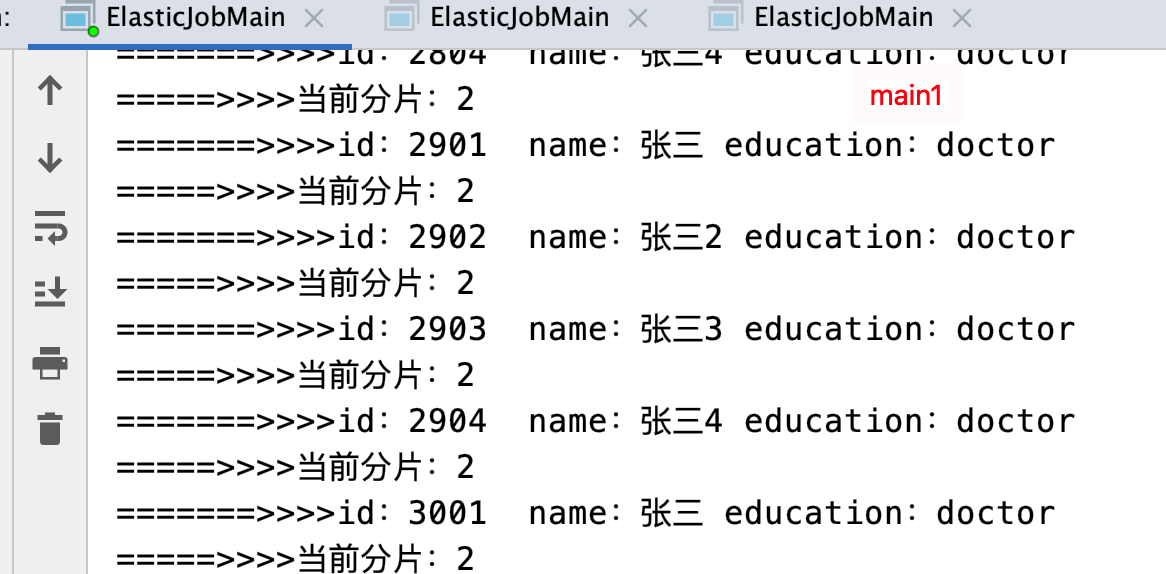 : ElasticJobMain ElasticJobMain ElasticJobMain
=======>>>>id：2804 name：张三4 education：doctor
=====>>>>当前分片：2
main1
=======>>>>id：2901 name：张三 education：doctor
=====>>>>当前分片：2
=======>>>>id：2902 name：张三2 education：doctor
=====>>>>当前分片：2
=======>>>>id：2903 name：张三3 education：doctor
=====>>>>当前分片：2
=======>>>>id：2904 name：张三4 education：doctor
=====>>>>当前分片：2
=======>>>>id：3001 name：张三 education：doctor
=====>>>>当前分片：2